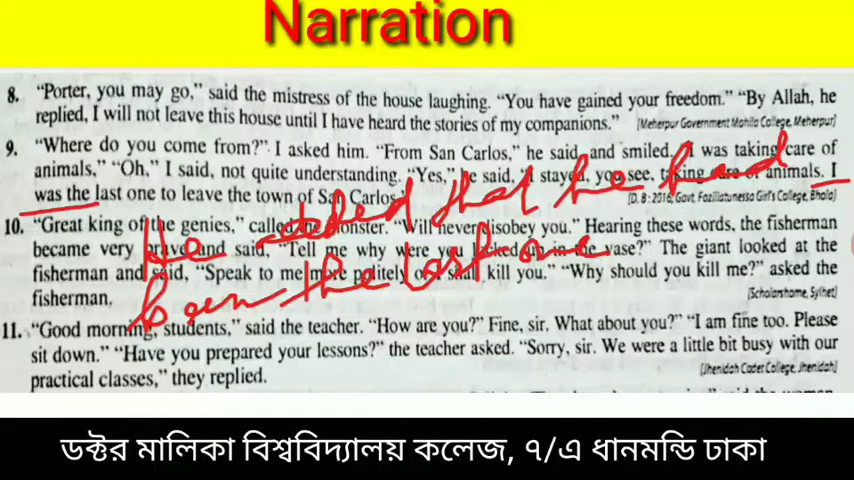 Narration
8. “Porter, you may go,” said the mistress of the house laughing. “You have gained your freedom.” “By Allah, he
replied, I will not leave this house until I have heard the stories of my companions.” [Meherpur Government Mohila College, Meherpur]
9. “Where do you come from?”. I asked him. “From San Carlos,” he said, and smiled. I was taking care of
animals,” “Oh,” I said, not quite understanding. “Yes,” he said, I stayed, you see, taking care of animals. I
was the last one to leave the town of San Carlos.”
[D. B: 2016, Govt. Fazilatunessa Girl's College, Bhola]
he added that he had
10. “Great king of the genies,” called the monster. “Will never disobey you.” Hearing these words, the fisherman
became very brave and said, “Tell me why were you locked up in the vase?” The giant looked at the
fisherman and said, “Speak to me more politely or shall kill you.” “Why should you kill me?” asked the
been the last one
fisherman.
[Scholarshome, Sylhet]
11. “Good morning, students,” said the teacher. “How are you?” Fine, sir. What about you?” “I am fine too. Please
sit down.” “Have you prepared your lessons?” the teacher asked. “Sorry, sir. We were a little bit busy with our
practical classes,” they replied.
[Jhenidah Cadet College, Jhenidah]
ডক্টর মালিকা বিশ্ববিদ্যালয় কলেজ, ৭/এ ধানমন্ডি ঢাকা